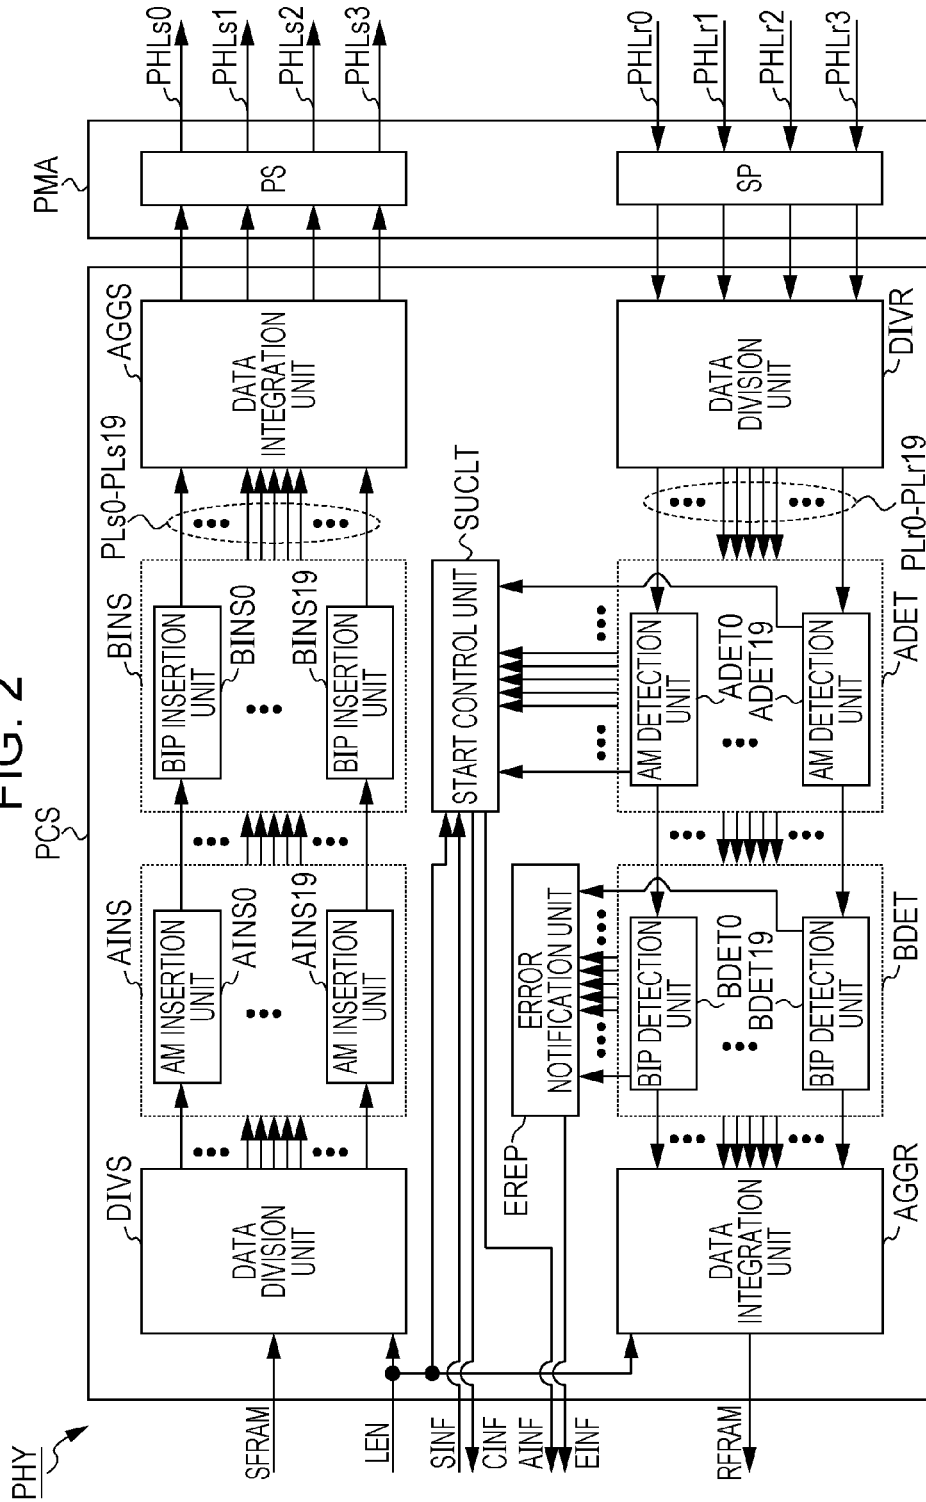 FIG. 2
PHY
PCS
PMA
DIVS
AINS
BINS
AGGS
PLs0-PLs19
SFRAM
LEN
DATA
DIVISION
UNIT
AM INSERTION
UNIT
AINS0
AM INSERTION
UNIT
AINS19
BIP INSERTION
UNIT
BINS0
BIP INSERTION
UNIT
BINS19
DATA
INTEGRATION
UNIT
PS
PHLs0
PHLs1
PHLs2
PHLs3
SINF
CINF
AINF
EINF
START CONTROL UNIT
SUCLT
ERROR
NOTIFICATION UNIT
EREP
RFRAM
DATA
INTEGRATION
UNIT
AGGR
BIP DETECTION
UNIT
BDET0
BDET19
BIP DETECTION
UNIT
BDET
AM DETECTION
UNIT
ADET0
ADET19
AM DETECTION
UNIT
ADET
PLr0-PLr19
DATA
DIVISION
UNIT
DIVR
SP
PHLr0
PHLr1
PHLr2
PHLr3